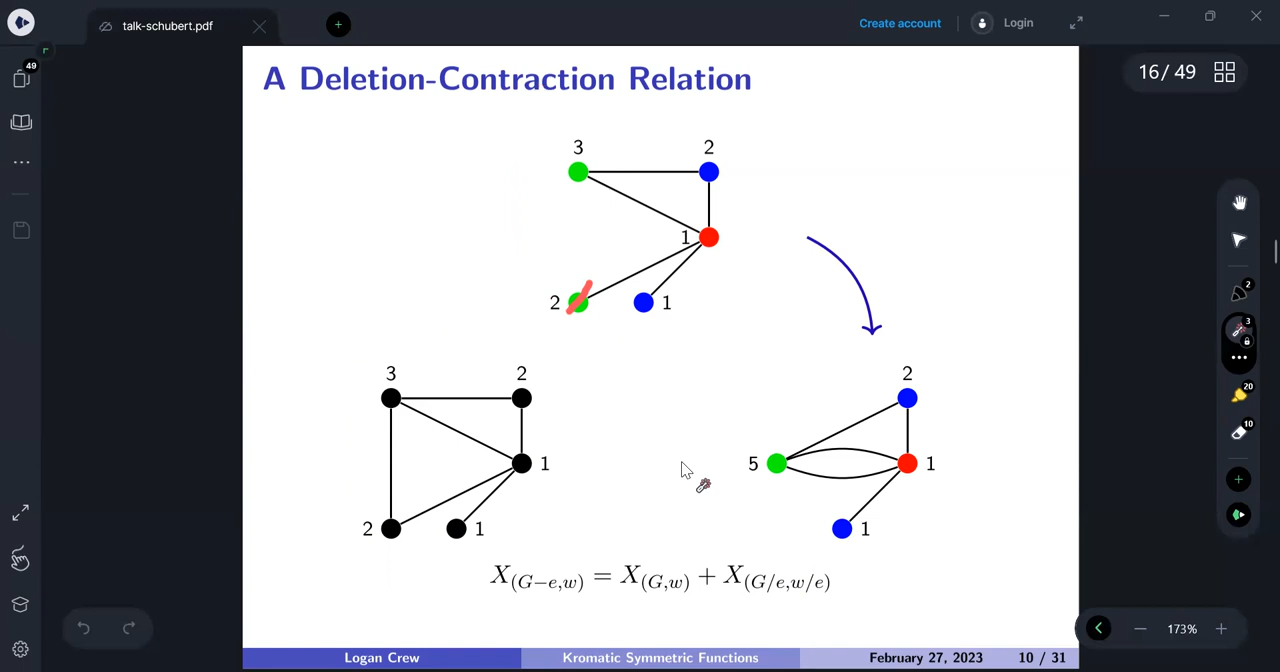 talk-schubert.pdf
Create account
Login
49
16/ 49
A Deletion-Contraction Relation
3 2
1
2 1
3 2 2
1 5 1
2 1 1
X_{(G−e,w)} = X_{(G,w)} + X_{(G/e,w/e)}
2
3
20
10
173%
Logan Crew Kromatic Symmetric Functions February 27, 2023 10 / 31